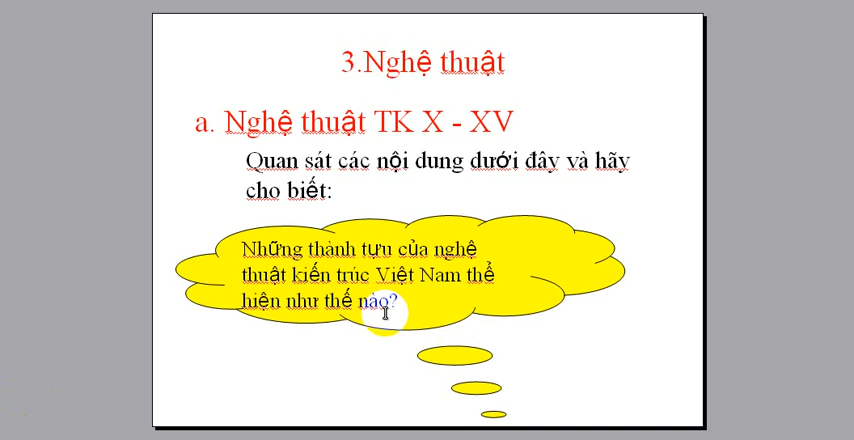 3.Nghệ thuật
a. Nghệ thuật TK X - XV
Quan sát các nội dung dưới đây và hãy
cho biết:
Những thành tựu của nghệ
thuật kiến trúc Việt Nam thể
hiện như thế nào?